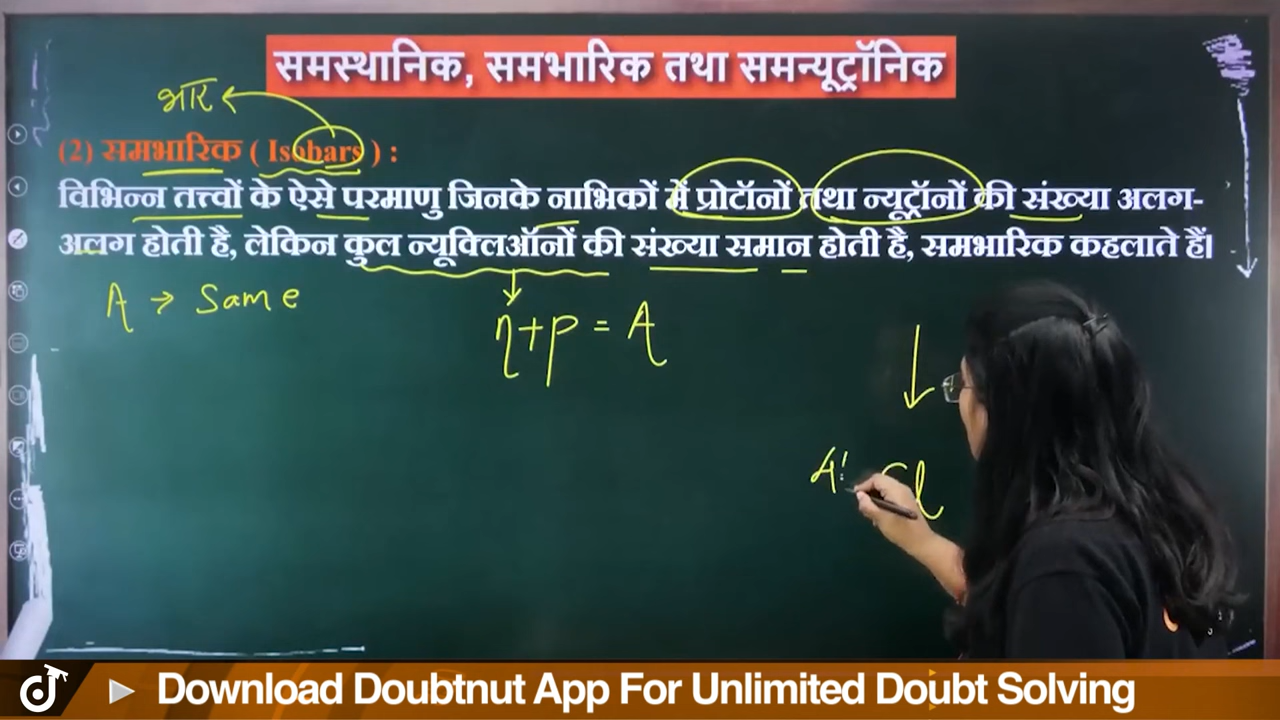 समस्थानिक, समभारिक तथा समन्यूट्रॉनिक
भार
(2) समभारिक ( Isobars ) :
विभिन्न तत्त्वों के ऐसे परमाणु जिनके नाभिकों में प्रोटॉनों तथा न्यूट्रॉनों की संख्या अलग-
अलग होती है, लेकिन कुल न्यूक्लिऑनों की संख्या समान होती है, समभारिक कहलाते हैं।
A → Same
η+p = A
Download Doubtnut App For Unlimited Doubt Solving